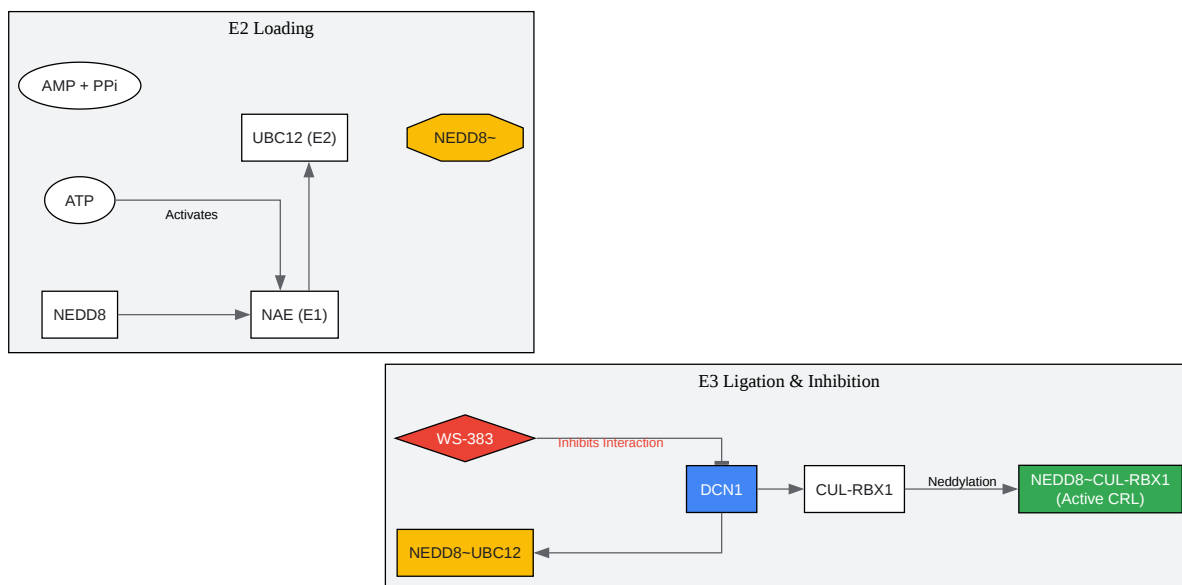 E2 Loading
AMP + PPi
UBC12 (E2)
NEDD8~
ATP
Activates
NEDD8
NAE (E1)
E3 Ligation & Inhibition
WS-383
Inhibits Interaction
DCN1
CUL-RBX1
Neddylation
NEDD8~CUL-RBX1
(Active CRL)
NEDD8~UBC12